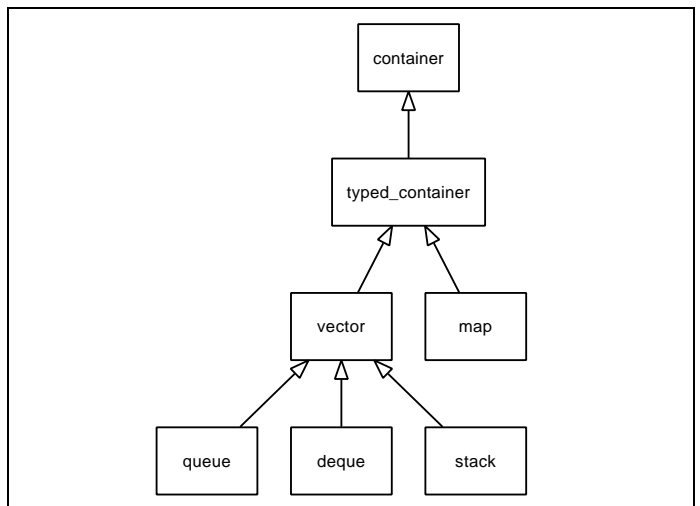 container
typed_container
vector
map
queue
deque
stack